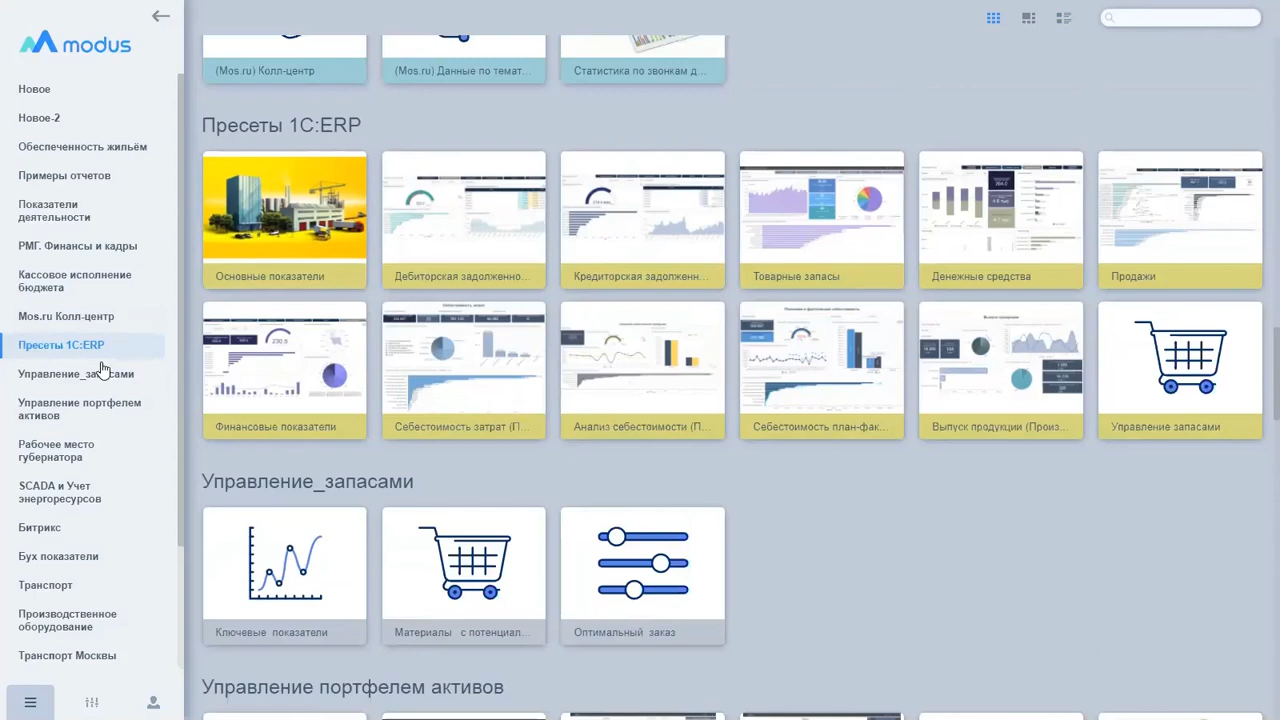 modus
Новое
Новое-2
Обеспеченность жильём
Примеры отчетов
Показатели
деятельности
РМГ. Финансы и кадры
Кассовое исполнение
бюджета
Mos.ru Колл-центр
Пресеты 1С:ERP
Управление_запасами
Управление портфелем
активов
Рабочее место
губернатора
SCADA и Учет
энергоресурсов
Битрикс
Бух показатели
Транспорт
Производственное
оборудование
Транспорт Москвы
(Mos.ru) Колл-центр
(Mos.ru) Данные по темат...
Статистика по звонкам д...
Пресеты 1С:ERP
Основные показатели
Дебиторская задолженно...
Кредиторская задолженн...
Товарные запасы
Денежные средства
Продажи
Финансовые показатели
Себестоимость затрат (П...
Анализ себестоимости (П...
Себестоимость план-фак...
Выпуск продукции (Произ...
Управление запасами
Управление_запасами
Ключевые показатели
Материалы с потенциал...
Оптимальный заказ
Управление портфелем активов